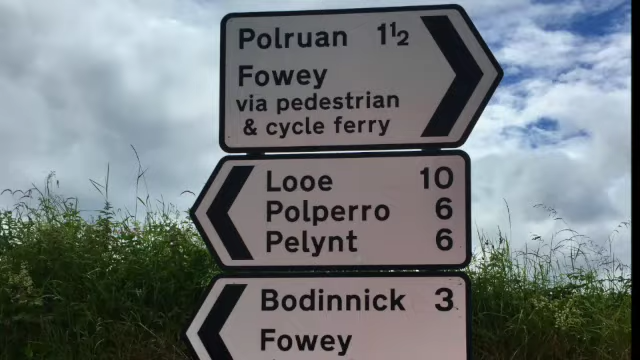 Polruan 1½
Fowey
via pedestrian
& cycle ferry
Looe 10
Polperro 6
Pelynt 6
Bodinnick 3
Fowey